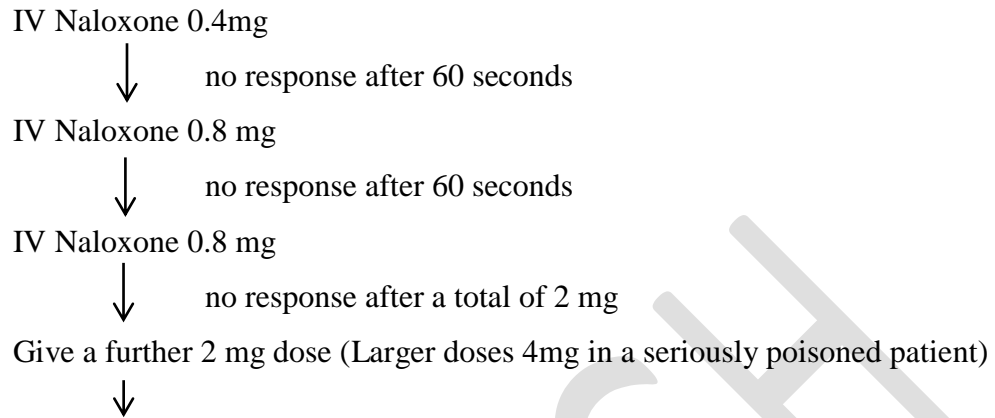 IV Naloxone 0.4mg
no response after 60 seconds
IV Naloxone 0.8 mg
no response after 60 seconds
IV Naloxone 0.8 mg
no response after a total of 2 mg
Give a further 2 mg dose (Larger doses 4mg in a seriously poisoned patient)